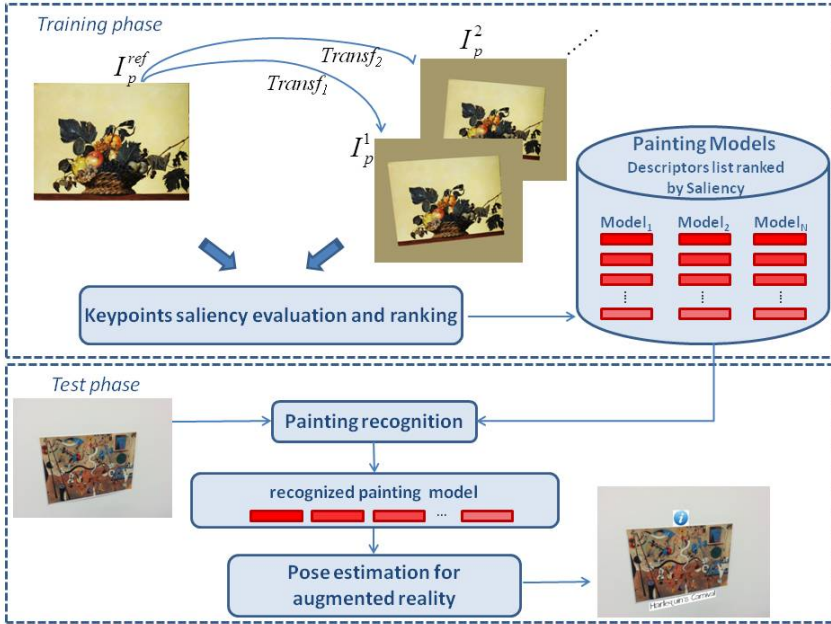 Training phase
I_p^ref
Transf_2
Transf_1
I_p^2
......
I_p^1
Painting Models
Descriptors list ranked
by Saliency
Model_1 Model_2 Model_N
Keypoints saliency evaluation and ranking
Test phase
Painting recognition
recognized painting model
...
Pose estimation for
augmented reality
i
Harlequin's Carnival